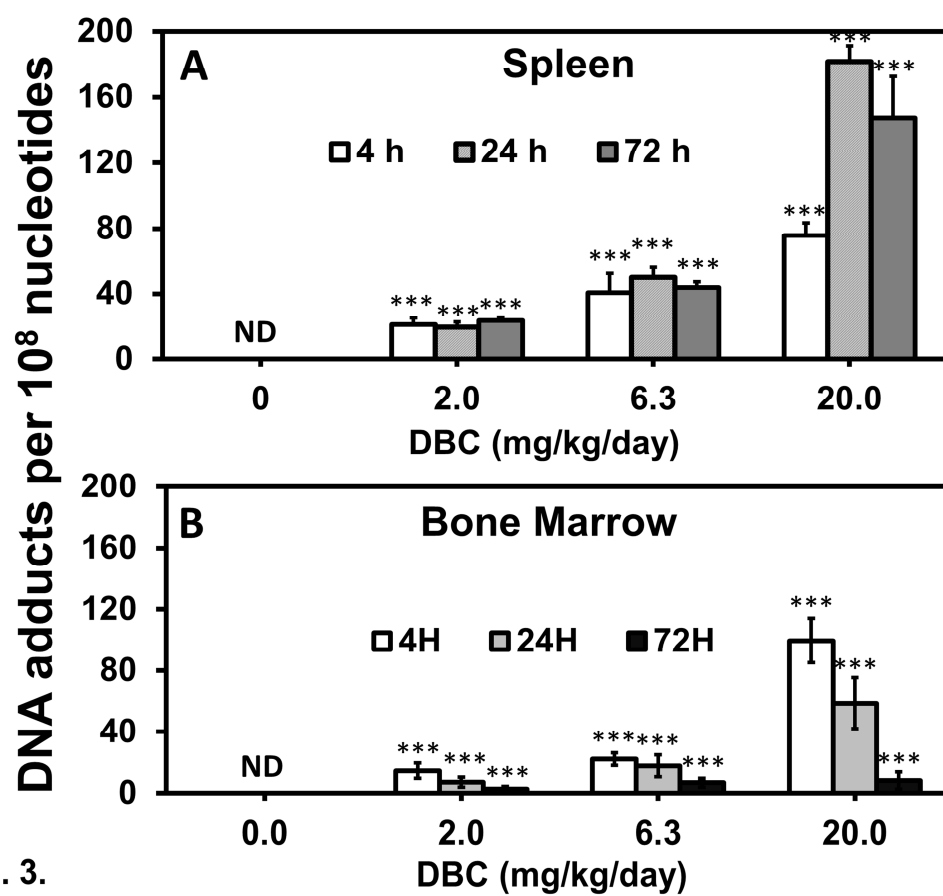 DNA adducts per 10⁸ nucleotides
A
Spleen
200
160
120
80
40
0
4 h 24 h 72 h
ND
*** *** ***
*** *** ***
*** *** ***
0 2.0 6.3 20.0
DBC (mg/kg/day)
B
Bone Marrow
200
160
120
80
40
0
4H 24H 72H
ND
*** *** ***
*** *** ***
*** *** ***
0.0 2.0 6.3 20.0
DBC (mg/kg/day)
. 3.